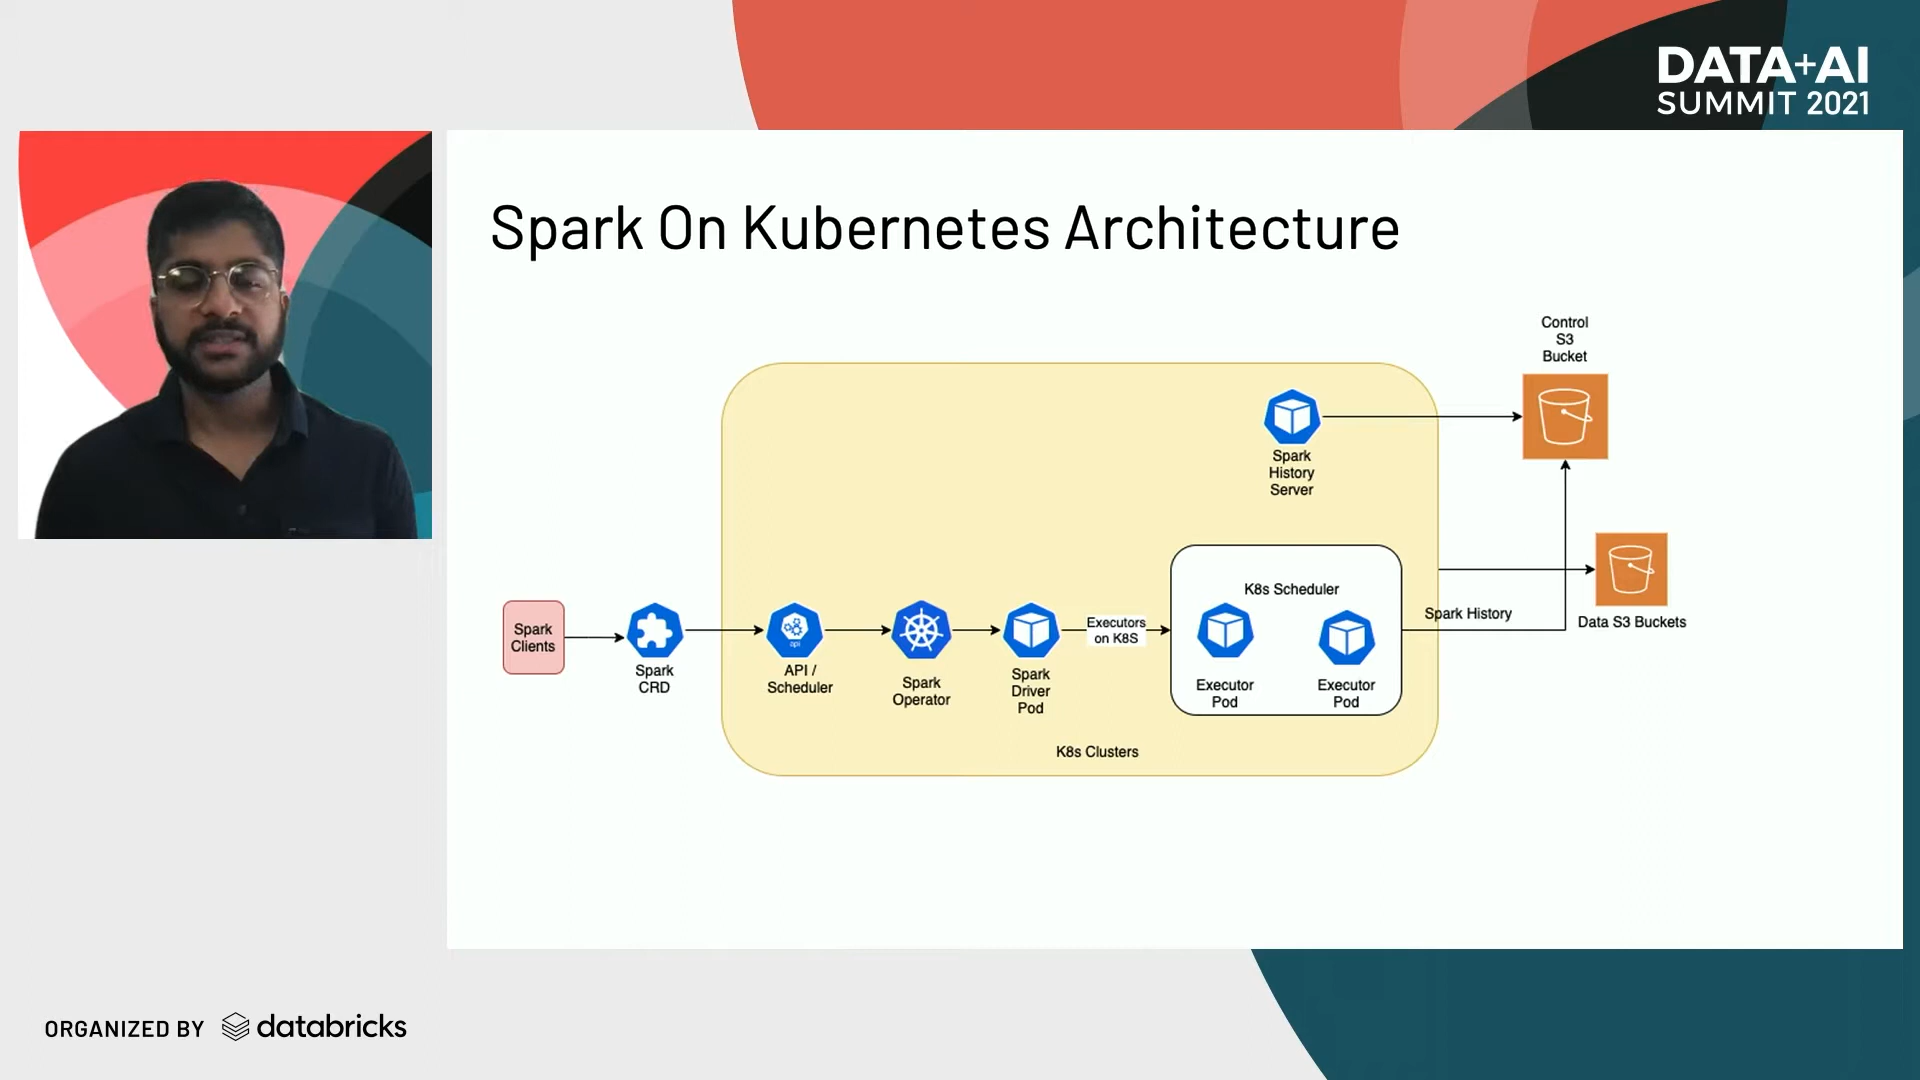 DATA+AI
SUMMIT 2021
Spark On Kubernetes Architecture
Control
S3
Bucket
Spark
History
Server
K8s Scheduler
Spark
Clients
Spark
CRD
api
API /
Scheduler
Spark
Operator
Spark
Driver
Pod
Executors
on K8S
Executor
Pod
Executor
Pod
Spark History
Data S3 Buckets
K8s Clusters
ORGANIZED BY databricks